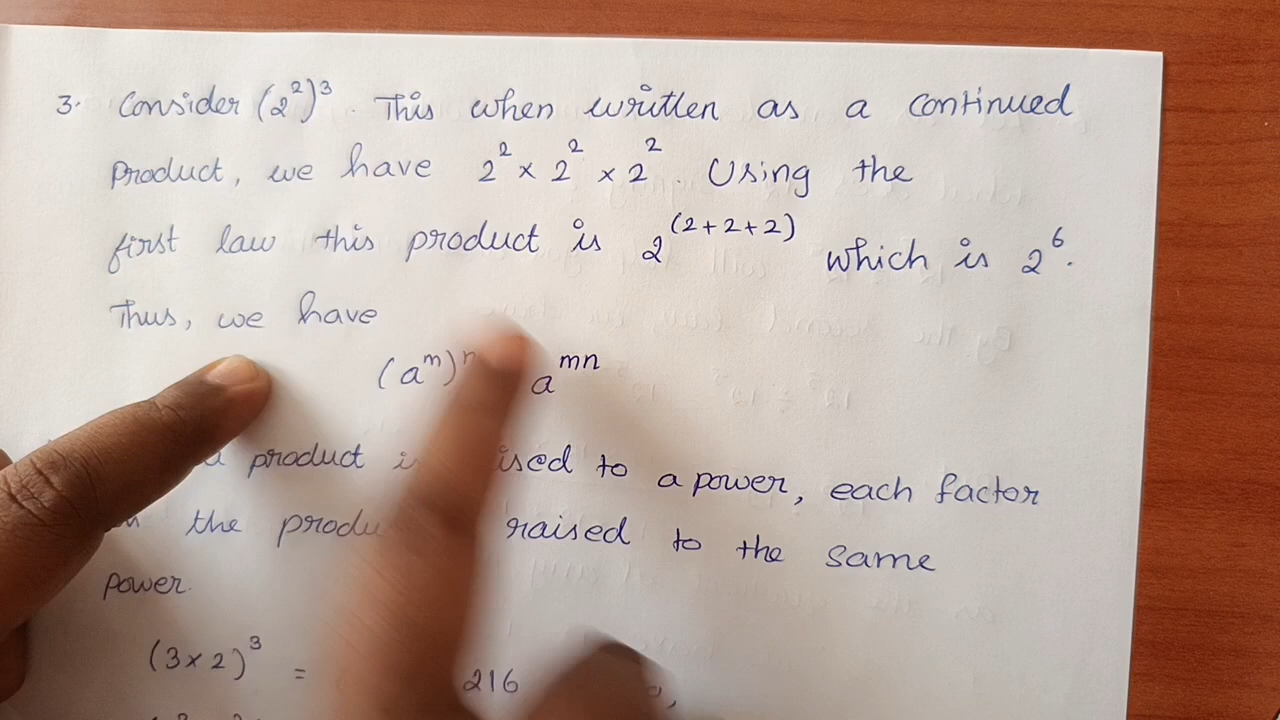 3. Consider (2²)³. This when written as a continued
Product, we have 2² × 2² × 2². Using the
first law this product is 2⁽²⁺²⁺²⁾ which is 2⁶.
Thus, we have
(aᵐ)ⁿ aᵐⁿ
product to a power, each factor
the raised to the same
power.
(3×2)³ = 216